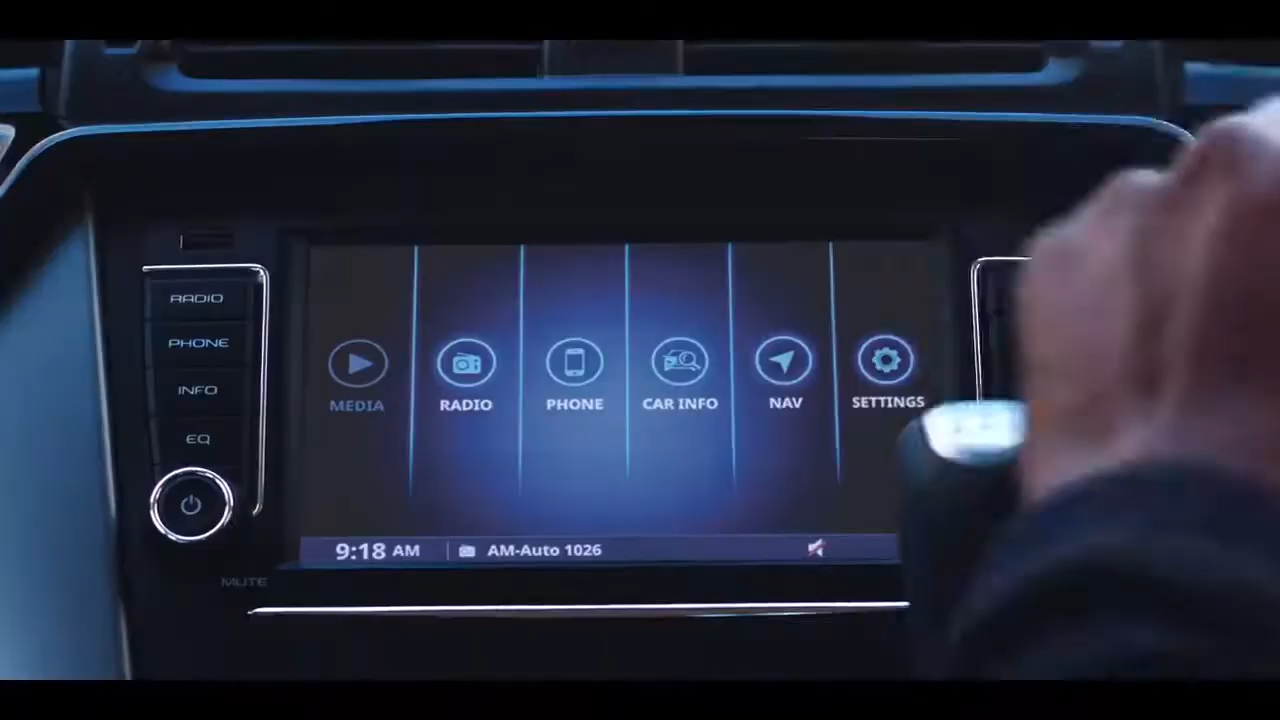 RADIO
PHONE
INFO
EQ
MUTE
MEDIA
RADIO
PHONE
CAR INFO
NAV
SETTINGS
9:18 AM
AM-Auto 1026